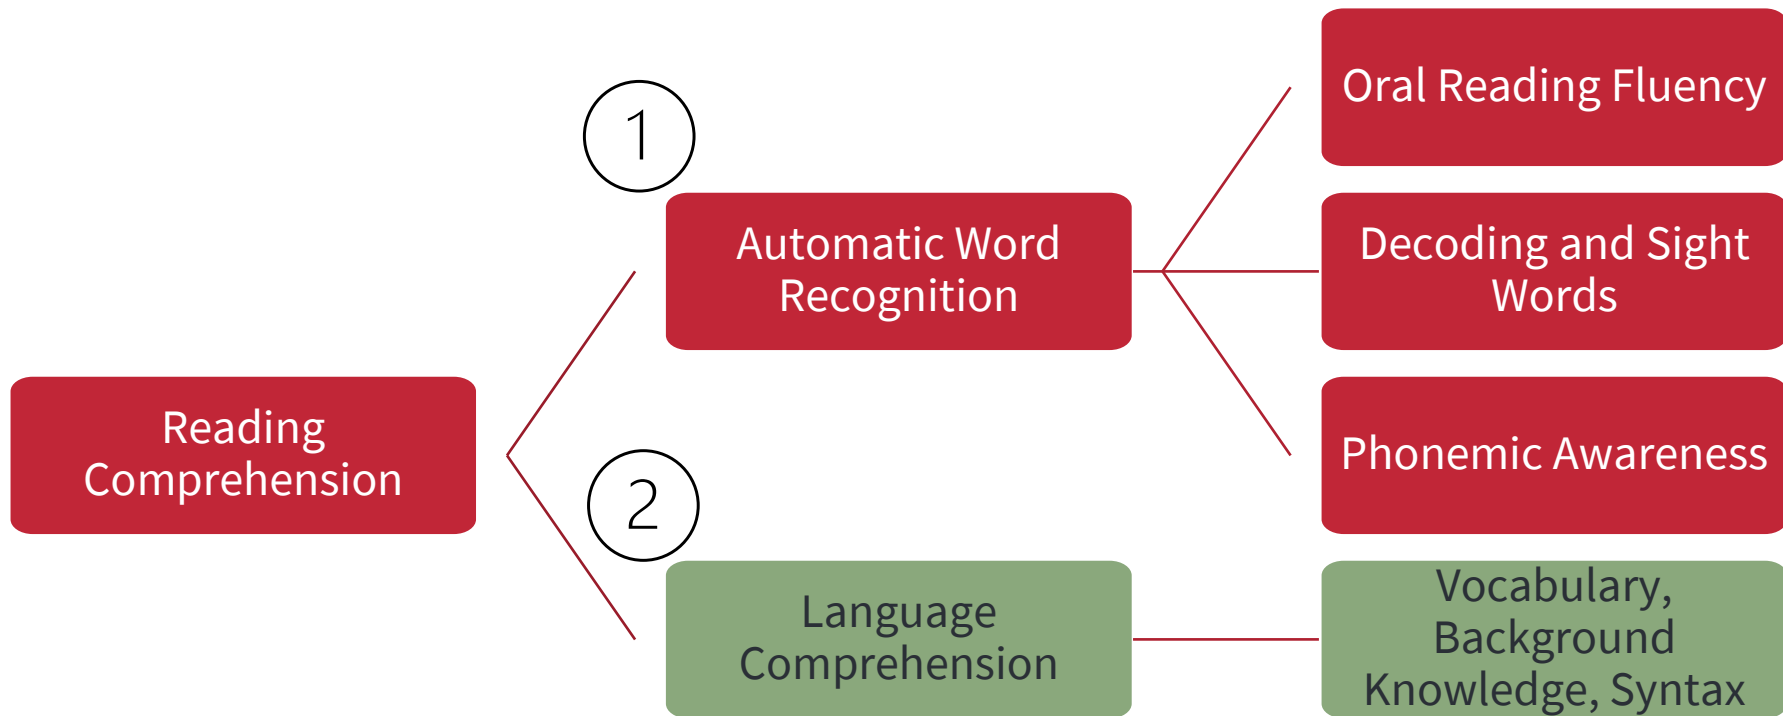 Oral Reading Fluency
1
Automatic Word
Recognition
Decoding and Sight
Words
Reading
Comprehension
Phonemic Awareness
2
Language
Comprehension
Vocabulary,
Background
Knowledge, Syntax